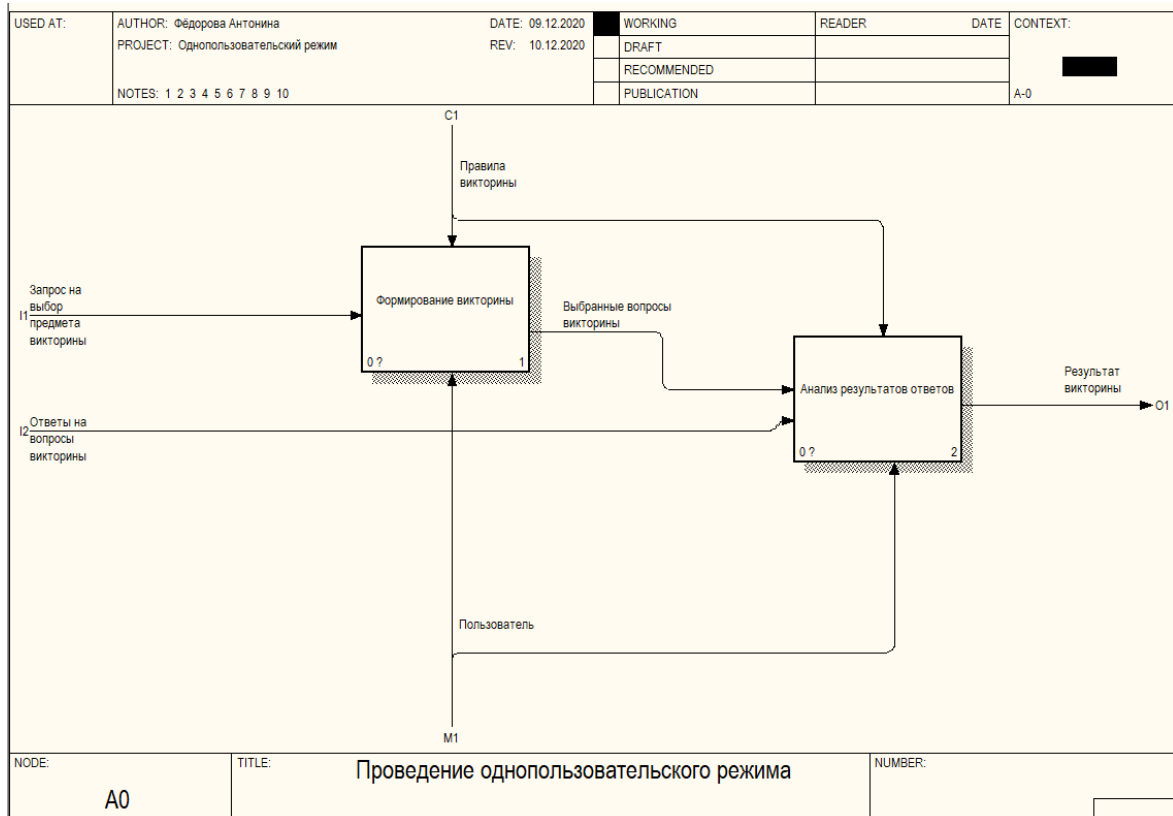 USED AT:
AUTHOR: Фёдорова Антонина
DATE: 09.12.2020
WORKING
READER
DATE
CONTEXT:
PROJECT: Однопользовательский режим
REV: 10.12.2020
DRAFT
RECOMMENDED
NOTES: 1 2 3 4 5 6 7 8 9 10
PUBLICATION
A-0
C1
Правила
викторины
Запрос на
выбор
предмета
викторины
I1
Формирование викторины
0 ?
1
Выбранные вопросы
викторины
Ответы на
вопросы
викторины
I2
Анализ результатов ответов
0 ?
2
Результат
викторины
O1
Пользователь
M1
NODE:
A0
TITLE:
Проведение однопользовательского режима
NUMBER: